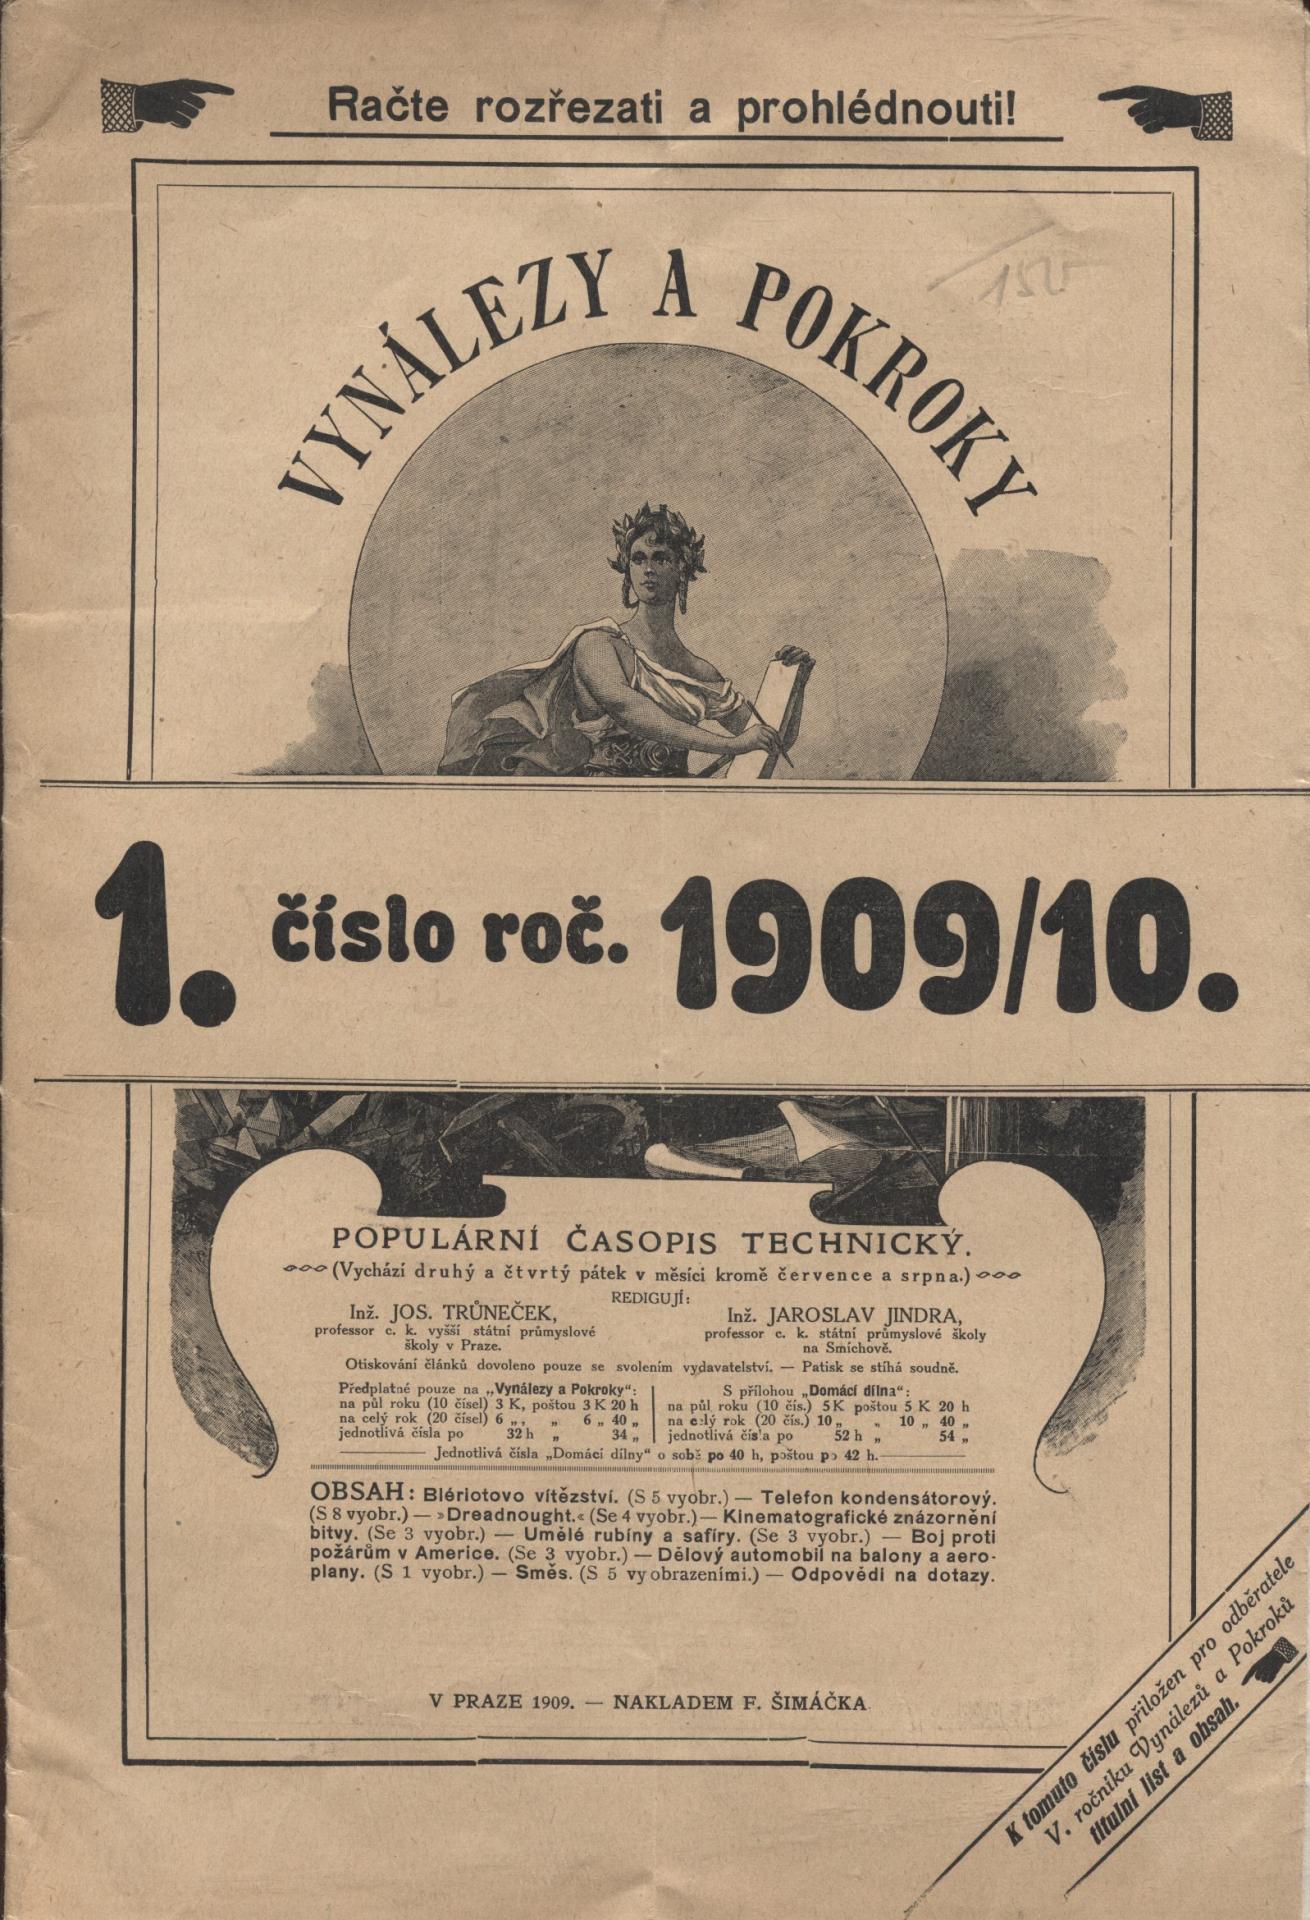 Račte rozřezati a prohlédnouti!
VYNÁLEZY A POKROKY
1. číslo roč. 1909/10.
POPULÁRNÍ ČASOPIS TECHNICKÝ.
(Vychází druhý a čtvrtý pátek v měsíci kromě července a srpna.)
REDIGUJÍ:
Inž. JOS. TRŮNEČEK,
professor c. k. vyšší státní průmyslové
školy v Praze.
Inž. JAROSLAV JINDRA,
professor c. k. státní průmyslové školy
na Smíchově.
Otiskování článků dovoleno pouze se svolením vydavatelství. — Patisk se stíhá soudně.
Předplatné pouze na „Vynálezy a Pokroky“:
na půl roku (10 čísel) 3 K, poštou 3 K 20 h
na celý rok (20 čísel) 6 „, „ 6 „ 40 „
jednotlivá čísla po 32 h „ 34 „
S přílohou „Domácí dílna“:
na půl roku (10 čís.) 5 K poštou 5 K 20 h
na celý rok (20 čís.) 10 „ „ 10 „ 40 „
jednotlivá čísla po 52 h „ 54 „
Jednotlivá čísla „Domácí dílny“ o sobě po 40 h, poštou po 42 h.
OBSAH: Blériotovo vítězství. (S 5 vyobr.) — Telefon kondensátorový.
(S 8 vyobr.) — »Dreadnought.« (Se 4 vyobr.) — Kinematografické znázornění
bitvy. (Se 3 vyobr.) — Umělé rubíny a safíry. (Se 3 vyobr.) — Boj proti
požárům v Americe. (Se 3 vyobr.) — Dělový automobil na balony a aero-
plany. (S 1 vyobr.) — Směs. (S 5 vyobrazeními.) — Odpovědi na dotazy.
V PRAZE 1909. — NAKLADEM F. ŠIMÁČKA
K tomuto číslu přiložen pro odběratele
V. ročníku Vynálezů a Pokroků
titulní list a obsah.